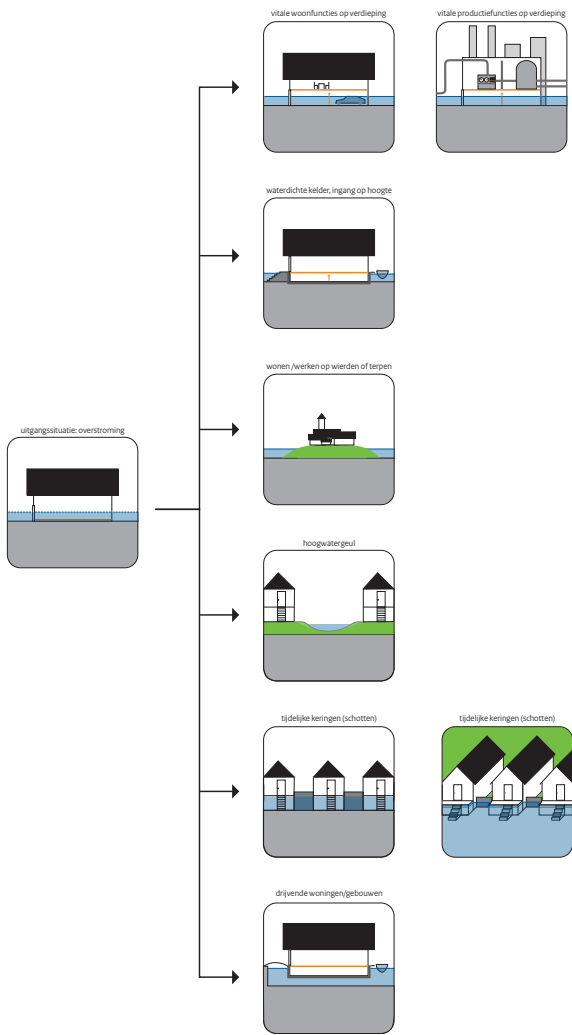 vitale woonfuncties op verdieping
vitale productiefuncties op verdieping
waterdichte kelder, ingang op hoogte
wonen /werken op wierden of terpen
uitgangssituatie: overstroming
hoogwatergeul
tijdelijke keringen (schotten)
tijdelijke keringen (schotten)
drijvende woningen/gebouwen